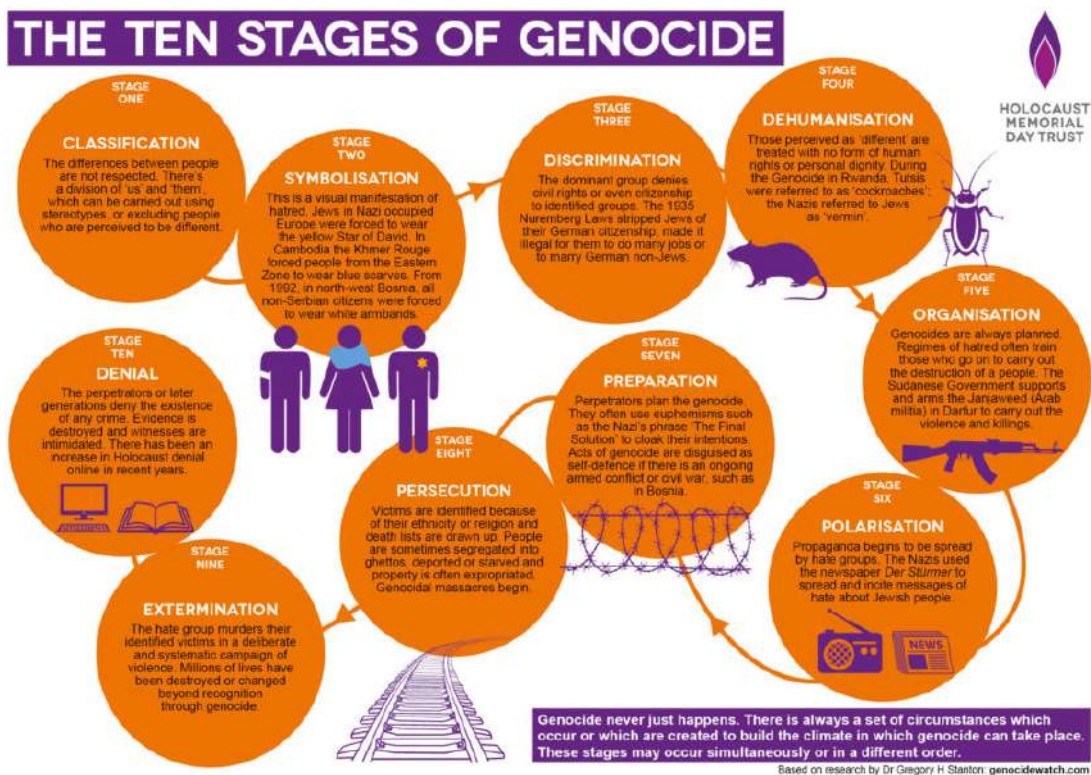 THE TEN STAGES OF GENOCIDE
HOLOCAUST
MEMORIAL
DAY TRUST
STAGE
ONE
CLASSIFICATION
The differences between people
are not respected. There's
a division of 'us' and 'them',
which can be carried out using
stereotypes, or excluding people
who are perceived to be different.
STAGE
TWO
SYMBOLISATION
This is a visual manifestation of
hatred. Jews in Nazi occupied
Europe were forced to wear
the yellow Star of David. In
Cambodia the Khmer Rouge
forced people from the Eastern
Zone to wear blue scarves. From
1992, in north-west Bosnia, all
non-Serbian citizens were forced
to wear white armbands.
STAGE
THREE
DISCRIMINATION
The dominant group denies
civil rights or even citizenship
to identified groups. The 1935
Nuremberg Laws stripped Jews of
their German citizenship, made it
illegal for them to do many jobs or
to marry German non-Jews.
STAGE
FOUR
DEHUMANISATION
Those perceived as 'different' are
treated with no form of human
rights or personal dignity. During
the Genocide in Rwanda, Tutsis
were referred to as 'cockroaches';
the Nazis referred to Jews
as 'vermin'.
STAGE
FIVE
ORGANISATION
Genocides are always planned.
Regimes of hatred often train
those who go on to carry out
the destruction of a people. The
Sudanese Government supports
and arms the Janjaweed (Arab
militia) in Darfur to carry out the
violence and killings.
STAGE
SIX
POLARISATION
Propaganda begins to be spread
by hate groups. The Nazis used
the newspaper Der Stürmer to
spread and incite messages of
hate about Jewish people.
NEWS
STAGE
SEVEN
PREPARATION
Perpetrators plan the genocide.
They often use euphemisms such
as the Nazi's phrase 'The Final
Solution' to cloak their intentions.
Acts of genocide are disguised as
self-defence if there is an ongoing
armed conflict or civil war, such as
in Bosnia.
STAGE
EIGHT
PERSECUTION
Victims are identified because
of their ethnicity or religion and
death lists are drawn up. People
are sometimes segregated into
ghettos, deported or starved and
property is often expropriated.
Genocidal massacres begin.
STAGE
NINE
EXTERMINATION
The hate group murders their
identified victims in a deliberate
and systematic campaign of
violence. Millions of lives have
been destroyed or changed
beyond recognition
through genocide.
STAGE
TEN
DENIAL
The perpetrators or later
generations deny the existence
of any crime. Evidence is
destroyed and witnesses are
intimidated. There has been an
increase in Holocaust denial
online in recent years.
Genocide never just happens. There is always a set of circumstances which
occur or which are created to build the climate in which genocide can take place.
These stages may occur simultaneously or in a different order.
Based on research by Dr Gregory H Stanton: genocidewatch.com